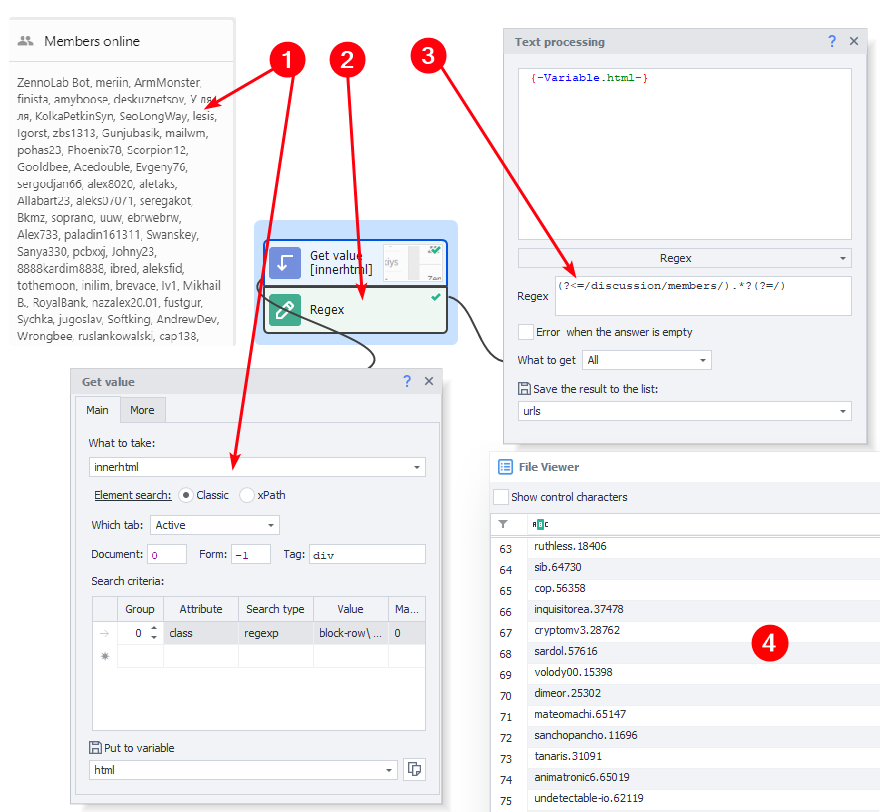 Members online
ZennoLab Bot, meriin, ArmMonster,
finista, amyboose, deskuznetsov, У ля
ля, KolkaPetkinSyn, SeoLongWay, lesis,
Igorst, zbs1313, Gunjubasik, mailwm,
pohas23, Phoenix78, Scorpion12,
Gooldbee, Acedouble, Evgeny76,
sergodjan66, alex8020, aletaks,
Allabart23, aleks07071, seregakot,
Bkmz, soprano, uuw, ebrwebrw,
Alex733, paladin161311, Swanskey,
Sanya330, pcbxxj, Johny23,
8888kardim8888, ibred, aleksfid,
tothemoon, inilim, brevace, lv1, Mikhail
B., RoyalBank, nazalex20.01, fustgur,
Sychka, jugoslav, Softking, AndrewDev,
Wrongbee, ruslankowalski, cap138,
1
2
3
Get value
[innerhtml]
Regex
Text processing
? ×
{-Variable.html-}
Regex
Regex
(?<=/discussion/members/).*?(?=/)
Error when the answer is empty
What to get All
Save the result to the list:
urls
Get value
? ×
Main More
What to take:
innerhtml
Element search: Classic xPath
Which tab: Active
Document: 0 Form: -1 Tag: div
Search criteria:
Group Attribute Search type Value Ma...
0 class regexp block-row\ ... 0
Put to variable
html
File Viewer
Show control characters
ABC
63 ruthless.18406
64 sib.64730
65 cop.56358
66 inquisitorea.37478
67 cryptomv3.28762
68 sardol.57616
69 volody00.15398
70 dimeor.25302
71 mateomachi.65147
72 sanchopancho.11696
73 tanaris.31091
74 animatronic6.65019
75 undetectable-io.62119
4